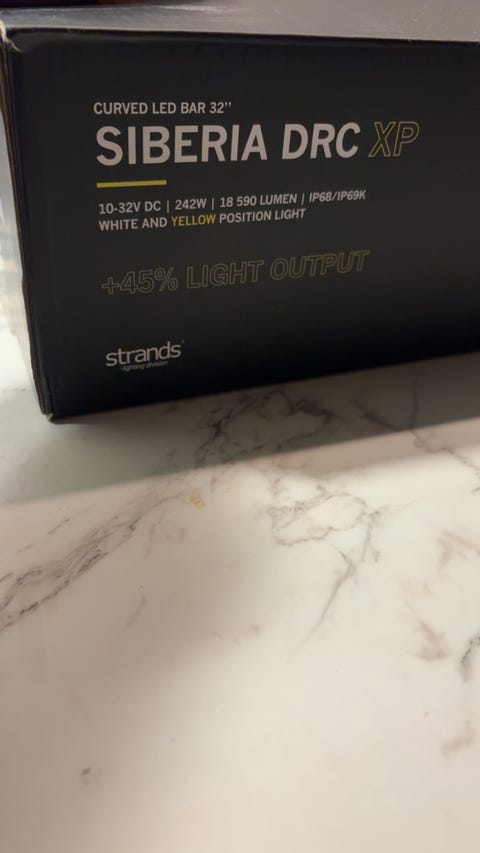 CURVED LED BAR 32''
SIBERIA DRC XP
10-32V DC | 242W | 18 590 LUMEN | IP68/IP69K
WHITE AND YELLOW POSITION LIGHT
+45% LIGHT OUTPUT
strands®
-lighting division